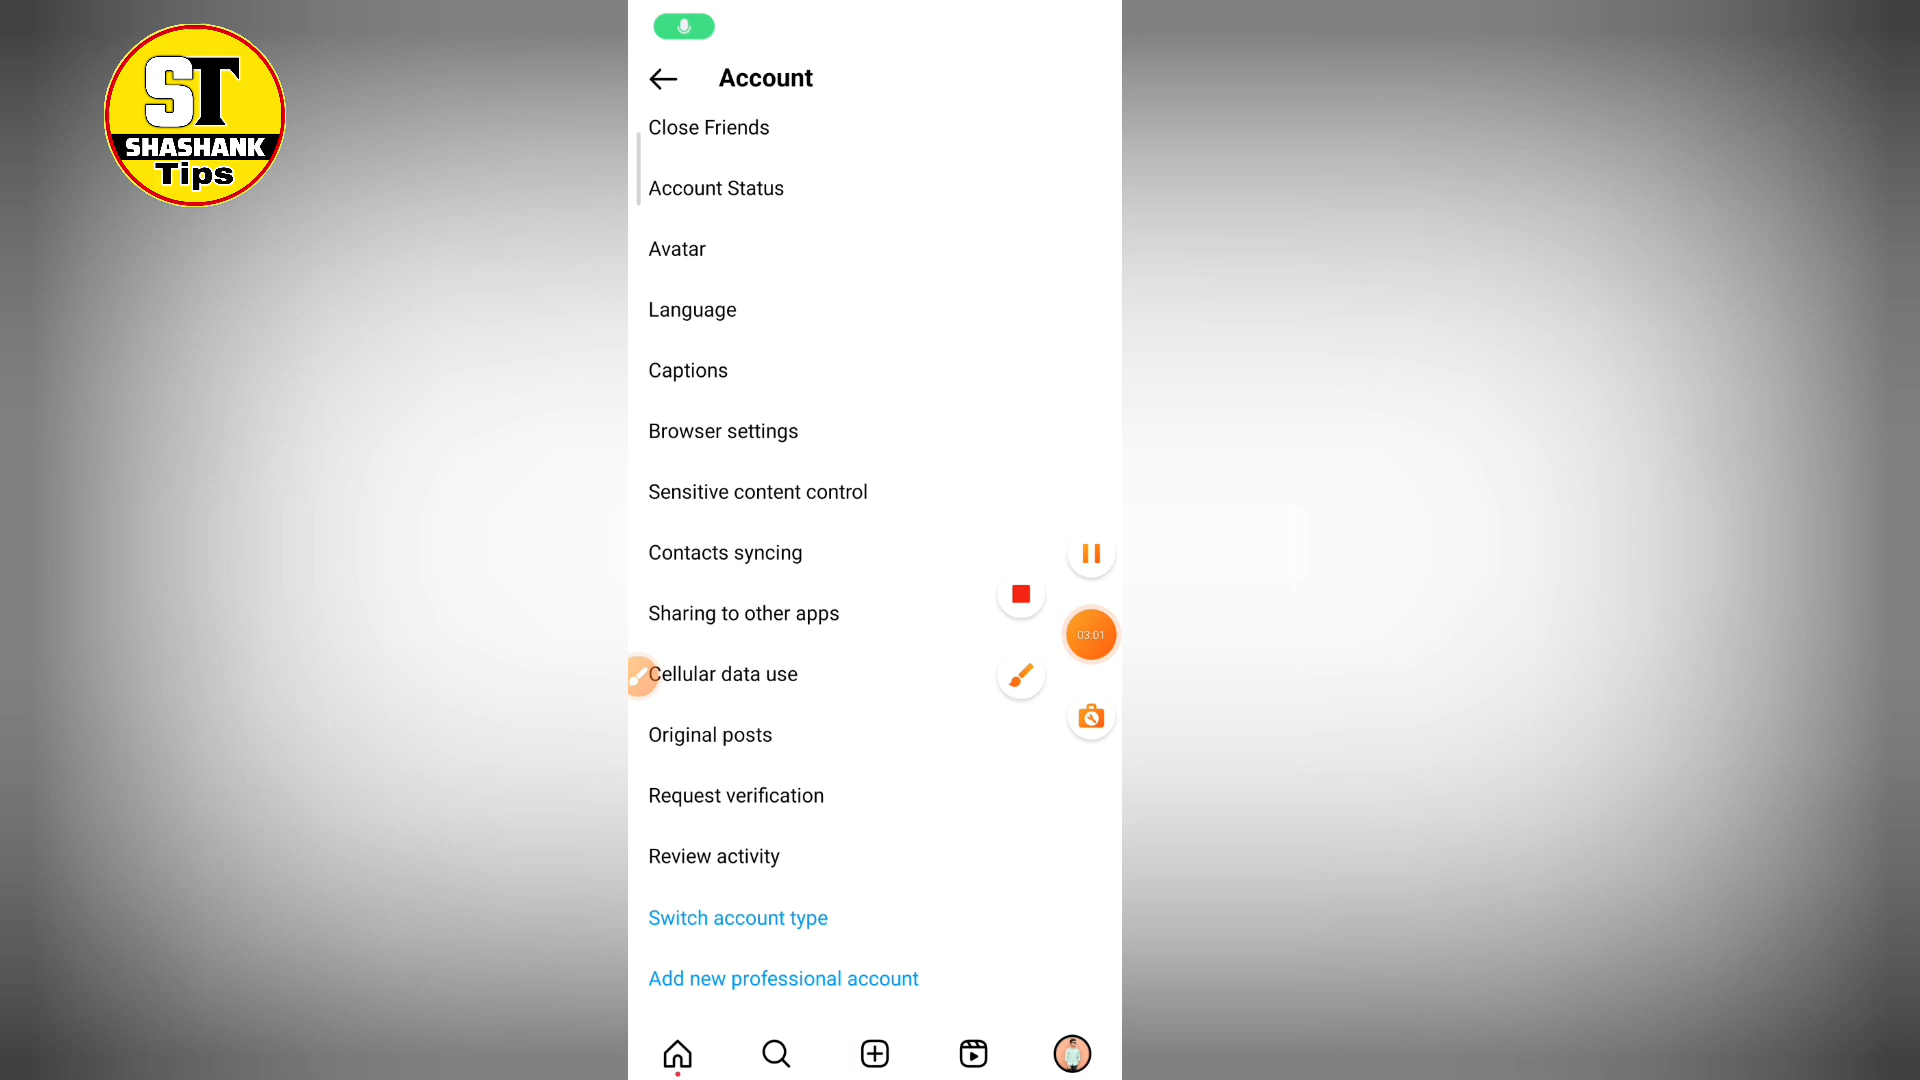 ST
SHASHANK
Tips
Account
Close Friends
Account Status
Avatar
Language
Captions
Browser settings
Sensitive content control
Contacts syncing
Sharing to other apps
03:01
Cellular data use
Original posts
Request verification
Review activity
Switch account type
Add new professional account